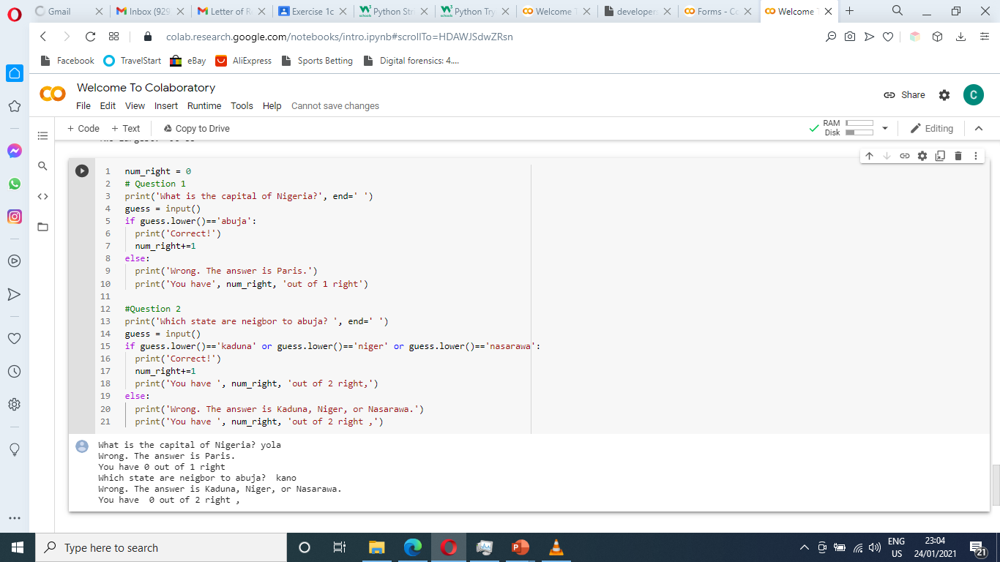 Gmail
Inbox (929
Letter of R
Exercise 1c
Python Stri
Python Try
Welcome T
developer
Forms - Co
Welcome T
colab.research.google.com/notebooks/intro.ipynb#scrollTo=HDAWJSdwZRsn
Facebook
TravelStart
eBay
AliExpress
Sports Betting
Digital forensics: 4....
Welcome To Colaboratory
Share
C
File Edit View Insert Runtime Tools Help Cannot save changes
+ Code + Text Copy to Drive
RAM
Disk
Editing
1 num_right = 0
2 # Question 1
3 print('What is the capital of Nigeria?', end=' ')
4 guess = input()
5 if guess.lower()=='abuja':
6 print('Correct!')
7 num_right+=1
8 else:
9 print('Wrong. The answer is Paris.')
10 print('You have', num_right, 'out of 1 right')
11
12 #Question 2
13 print('Which state are neigbor to abuja? ', end=' ')
14 guess = input()
15 if guess.lower()=='kaduna' or guess.lower()=='niger' or guess.lower()=='nasarawa':
16 print('Correct!')
17 num_right+=1
18 print('You have ', num_right, 'out of 2 right,')
19 else:
20 print('Wrong. The answer is Kaduna, Niger, or Nasarawa.')
21 print('You have ', num_right, 'out of 2 right ,')
What is the capital of Nigeria? yola
Wrong. The answer is Paris.
You have 0 out of 1 right
Which state are neigbor to abuja?  kano
Wrong. The answer is Kaduna, Niger, or Nasarawa.
You have  0 out of 2 right ,
Type here to search
ENG
US
23:04
24/01/2021
21